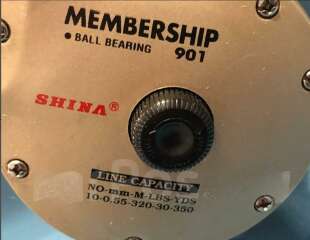 MEMBERSHIP
• BALL BEARING 901
SHINA®
LINE CAPACITY
NO-mm-M-LBS-YDS
10-0.55-320-30-350